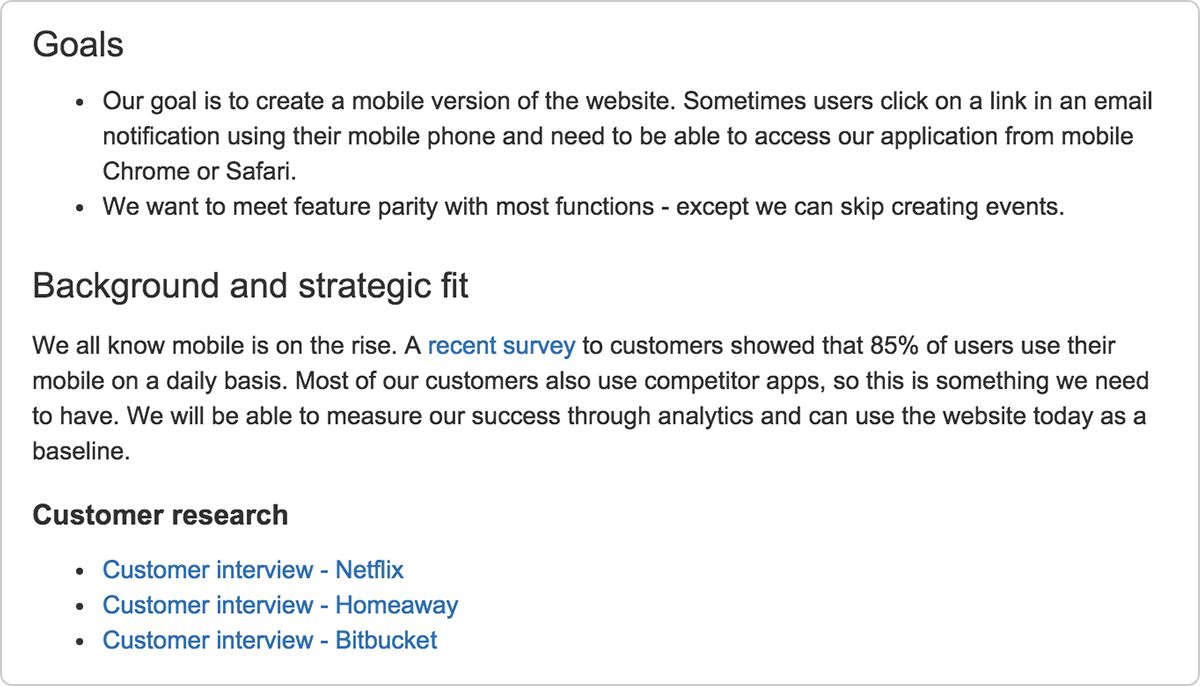 Goals
Our goal is to create a mobile version of the website. Sometimes users click on a link in an email
notification using their mobile phone and need to be able to access our application from mobile
Chrome or Safari.
We want to meet feature parity with most functions - except we can skip creating events.
Background and strategic fit
We all know mobile is on the rise. A recent survey to customers showed that 85% of users use their
mobile on a daily basis. Most of our customers also use competitor apps, so this is something we need
to have. We will be able to measure our success through analytics and can use the website today as a
baseline.
Customer research
Customer interview - Netflix
Customer interview - Homeaway
Customer interview - Bitbucket